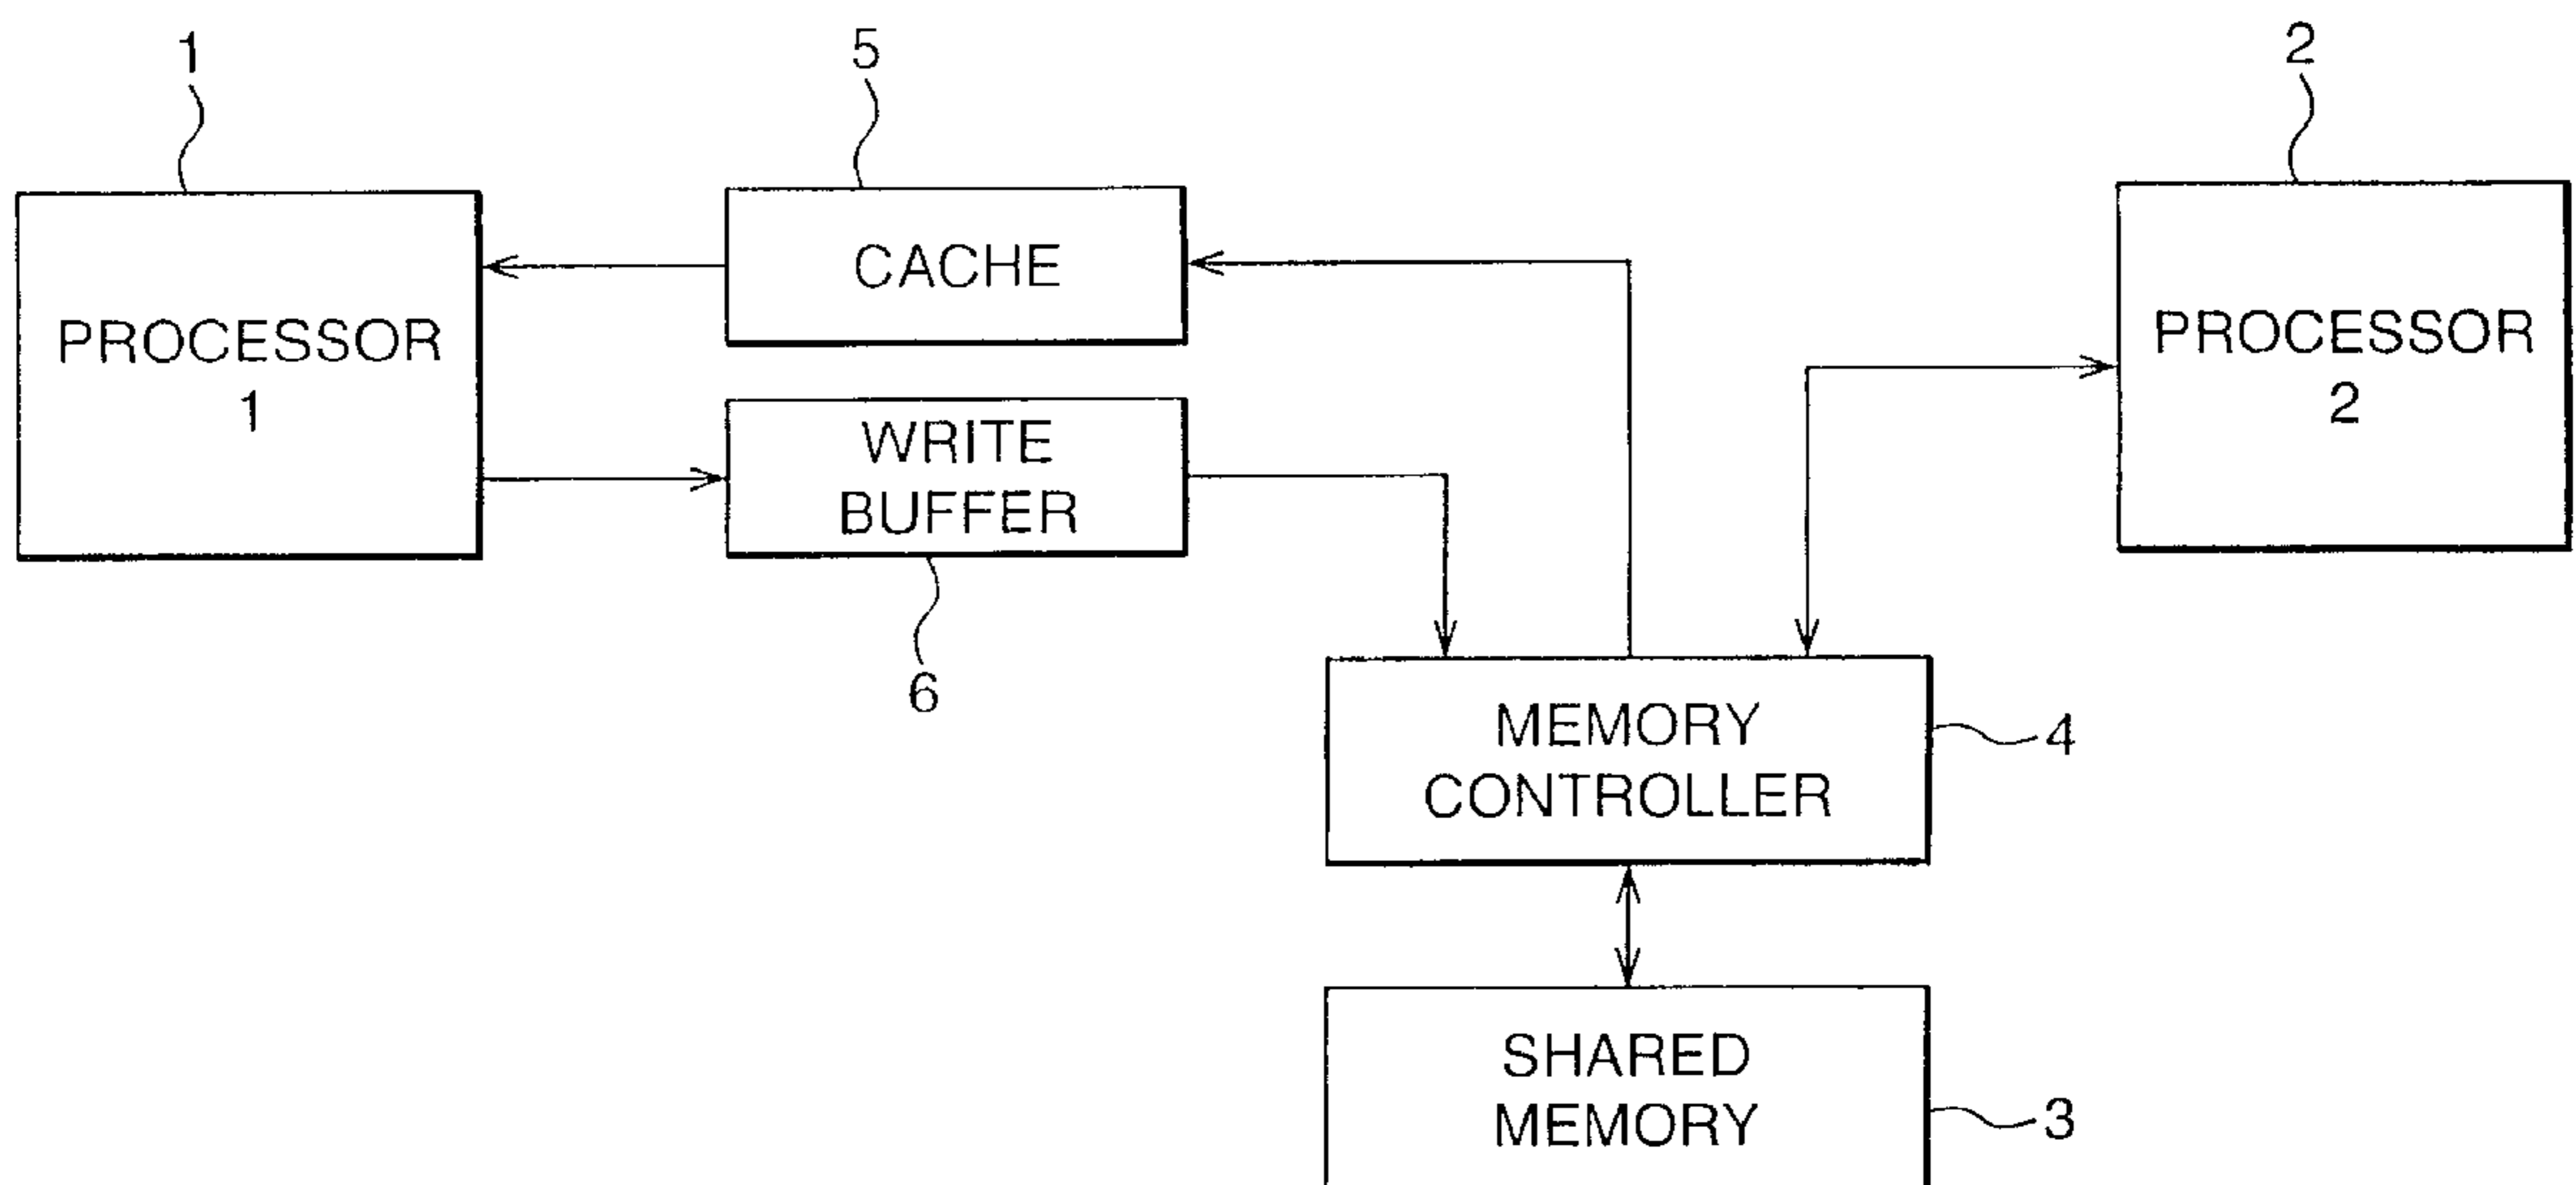 1
5
2
PROCESSOR
1
CACHE
PROCESSOR
2
WRITE
BUFFER
6
MEMORY
CONTROLLER
4
SHARED
MEMORY
3